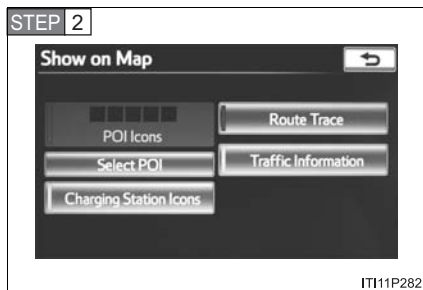 STEP 2
Show on Map
POI Icons
Route Trace
Select POI
Traffic Information
Charging Station Icons
ITI11P282